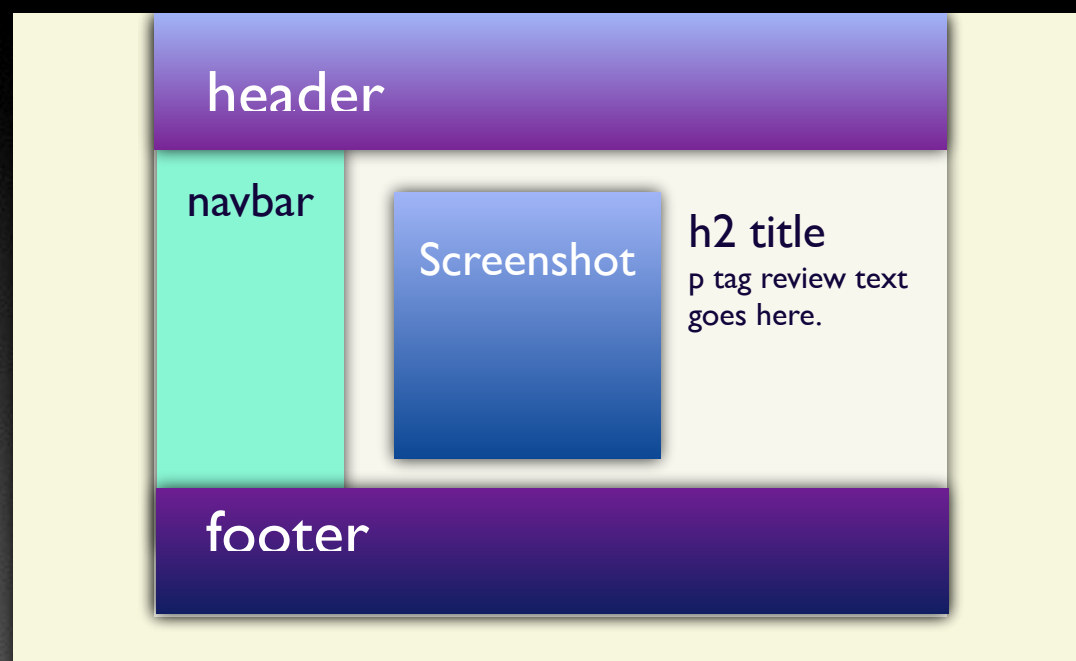 header
navbar
Screenshot
h2 title
p tag review text
goes here.
footer